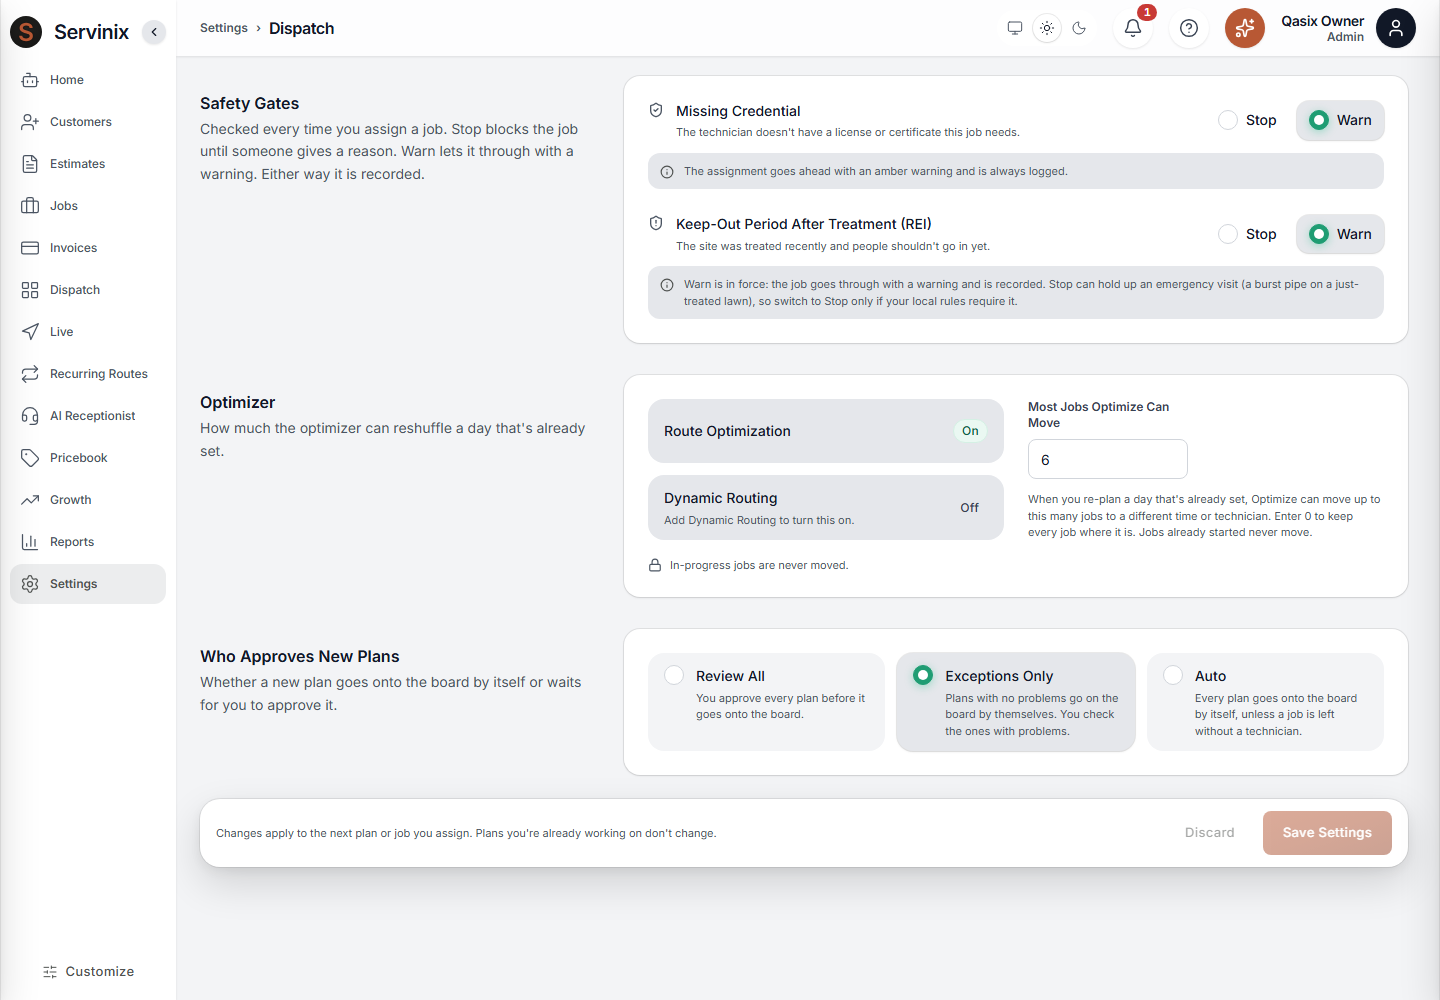 Servinix
Home
Customers
Estimates
Jobs
Invoices
Dispatch
Live
Recurring Routes
AI Receptionist
Pricebook
Growth
Reports
Settings
Customize
Settings › Dispatch
1
Qasix Owner
Admin
Safety Gates
Checked every time you assign a job. Stop blocks the job
until someone gives a reason. Warn lets it through with a
warning. Either way it is recorded.
Missing Credential
The technician doesn't have a license or certificate this job needs.
Stop
Warn
The assignment goes ahead with an amber warning and is always logged.
Keep-Out Period After Treatment (REI)
The site was treated recently and people shouldn't go in yet.
Stop
Warn
Warn is in force: the job goes through with a warning and is recorded. Stop can hold up an emergency visit (a burst pipe on a just-
treated lawn), so switch to Stop only if your local rules require it.
Optimizer
How much the optimizer can reshuffle a day that's already
set.
Route Optimization
On
Dynamic Routing
Add Dynamic Routing to turn this on.
Off
In-progress jobs are never moved.
Most Jobs Optimize Can
Move
6
When you re-plan a day that's already set, Optimize can move up to
this many jobs to a different time or technician. Enter 0 to keep
every job where it is. Jobs already started never move.
Who Approves New Plans
Whether a new plan goes onto the board by itself or waits
for you to approve it.
Review All
You approve every plan before it
goes onto the board.
Exceptions Only
Plans with no problems go on the
board by themselves. You check
the ones with problems.
Auto
Every plan goes onto the board
by itself, unless a job is left
without a technician.
Changes apply to the next plan or job you assign. Plans you're already working on don't change.
Discard
Save Settings